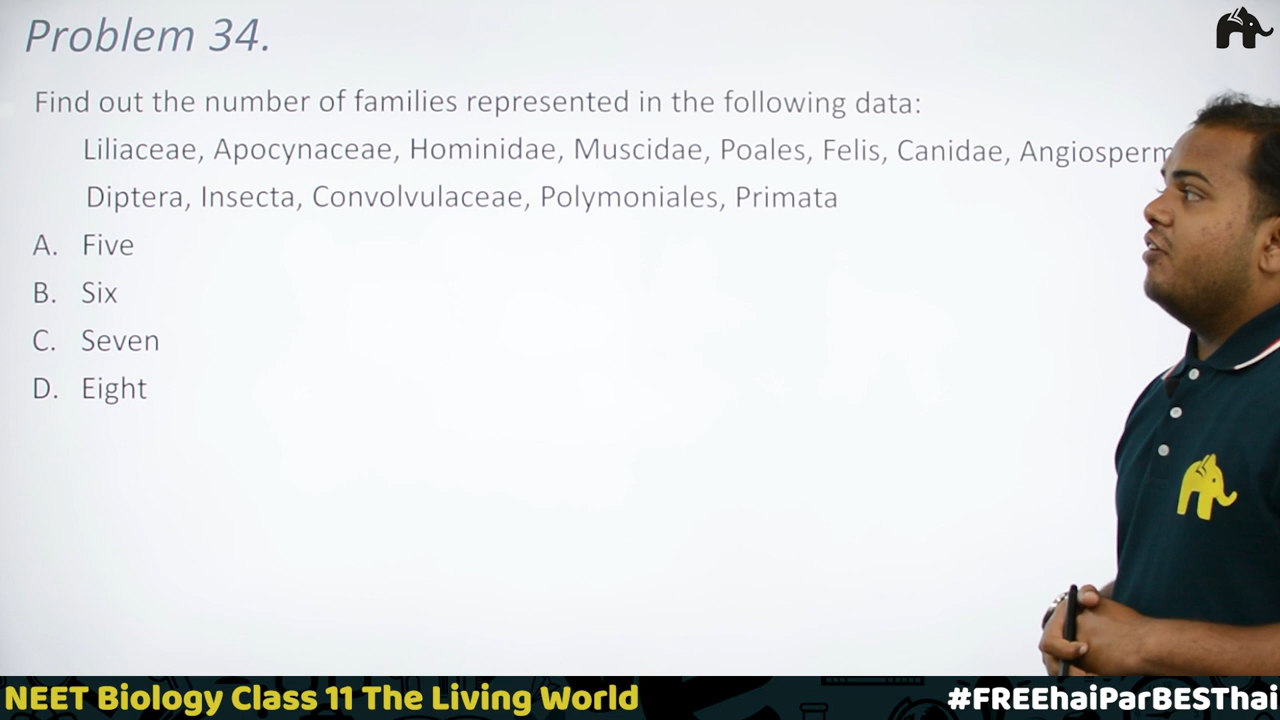 Problem 34.
Find out the number of families represented in the following data:
Liliaceae, Apocynaceae, Hominidae, Muscidae, Poales, Felis, Canidae, Angiosperm
Diptera, Insecta, Convolvulaceae, Polymoniales, Primata
A. Five
B. Six
C. Seven
D. Eight
NEET Biology Class 11 The Living World
#FREEhaiParBESThai